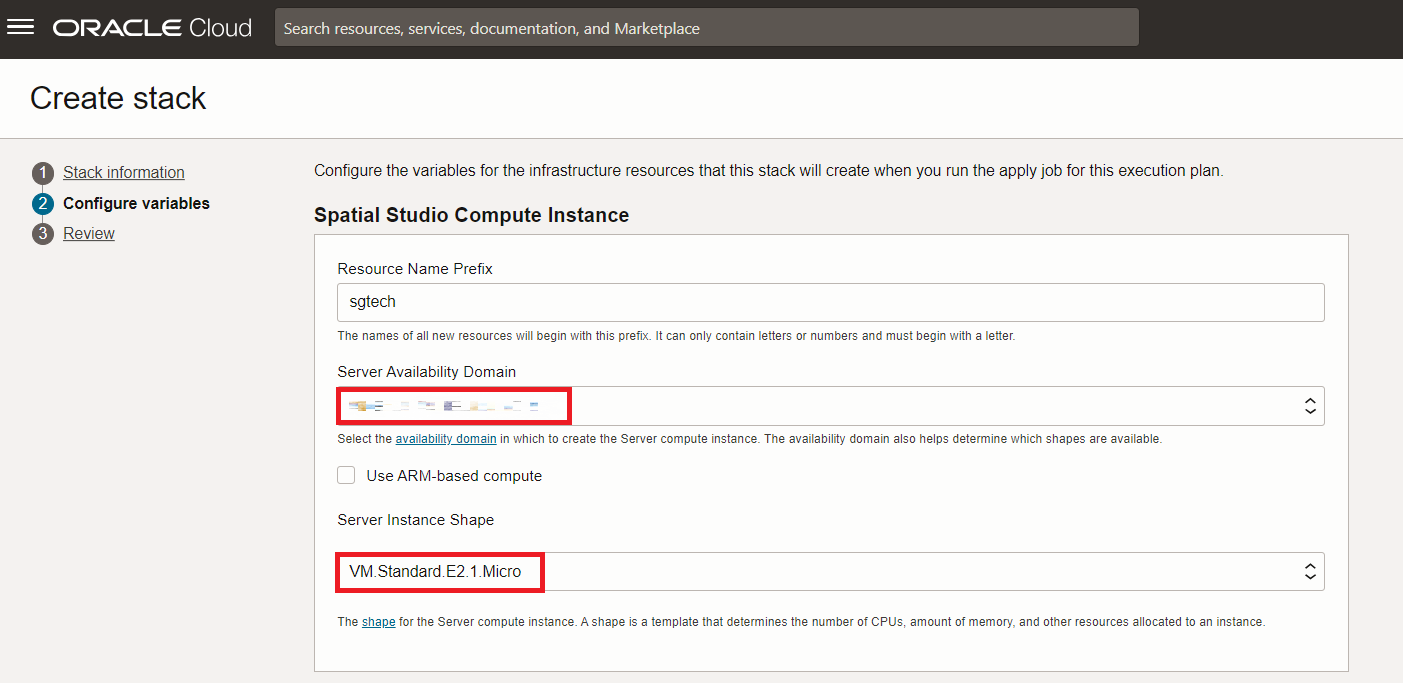 ORACLE Cloud
Search resources, services, documentation, and Marketplace
Create stack
1 Stack information
2 Configure variables
3 Review
Configure the variables for the infrastructure resources that this stack will create when you run the apply job for this execution plan.
Spatial Studio Compute Instance
Resource Name Prefix
sgtech
The names of all new resources will begin with this prefix. It can only contain letters or numbers and must begin with a letter.
Server Availability Domain
Select the availability domain in which to create the Server compute instance. The availability domain also helps determine which shapes are available.
Use ARM-based compute
Server Instance Shape
VM.Standard.E2.1.Micro
The shape for the Server compute instance. A shape is a template that determines the number of CPUs, amount of memory, and other resources allocated to an instance.